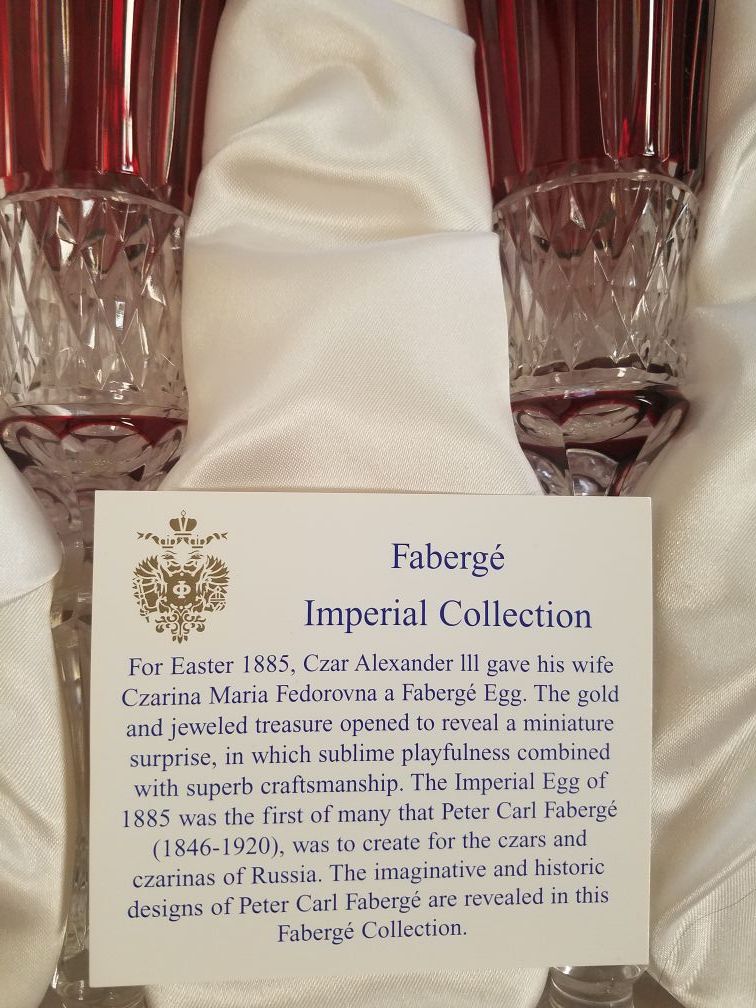 Fabergé
Imperial Collection
For Easter 1885, Czar Alexander lll gave his wife
Czarina Maria Fedorovna a Fabergé Egg. The gold
and jeweled treasure opened to reveal a miniature
surprise, in which sublime playfulness combined
with superb craftsmanship. The Imperial Egg of
1885 was the first of many that Peter Carl Fabergé
(1846-1920), was to create for the czars and
czarinas of Russia. The imaginative and historic
designs of Peter Carl Fabergé are revealed in this
Fabergé Collection.